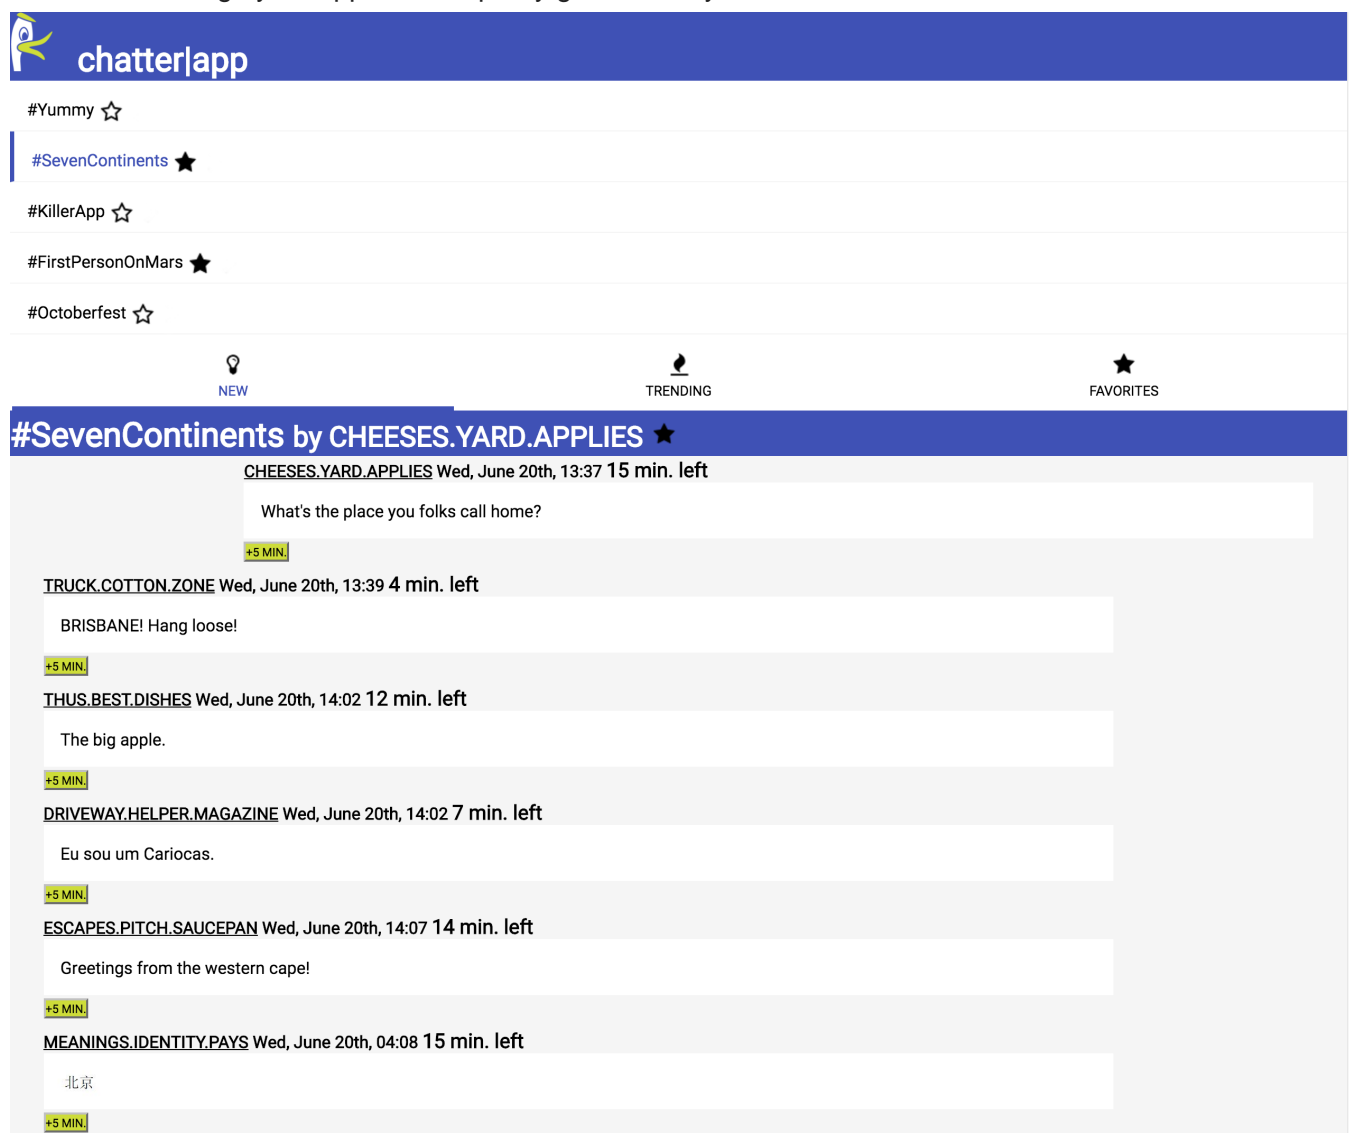 chatter|app
#Yummy
#SevenContinents
#KillerApp
#FirstPersonOnMars
#Octoberfest
NEW
TRENDING
FAVORITES
#SevenContinents by CHEESES.YARD.APPLIES
CHEESES.YARD.APPLIES Wed, June 20th, 13:37 15 min. left
What's the place you folks call home?
+5 MIN.
TRUCK.COTTON.ZONE Wed, June 20th, 13:39 4 min. left
BRISBANE! Hang loose!
+5 MIN.
THUS.BEST.DISHES Wed, June 20th, 14:02 12 min. left
The big apple.
+5 MIN.
DRIVEWAY.HELPER.MAGAZINE Wed, June 20th, 14:02 7 min. left
Eu sou um Cariocas.
+5 MIN.
ESCAPES.PITCH.SAUCEPAN Wed, June 20th, 14:07 14 min. left
Greetings from the western cape!
+5 MIN.
MEANINGS.IDENTITY.PAYS Wed, June 20th, 04:08 15 min. left
北京
+5 MIN.